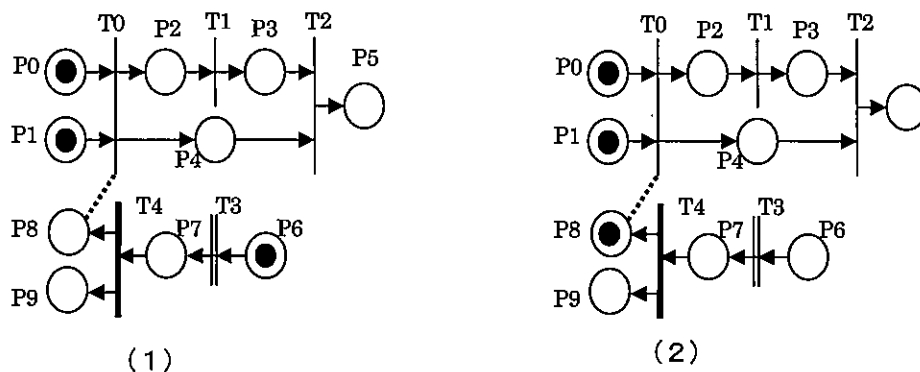 T0 P2 T1 P3 T2
P0 P5
P1
P4
P8 T4 P7 T3 P6
P9
(1)
T0 P2 T1 P3 T2
P0
P1
P4
P8 T4 P7 T3 P6
P9
(2)